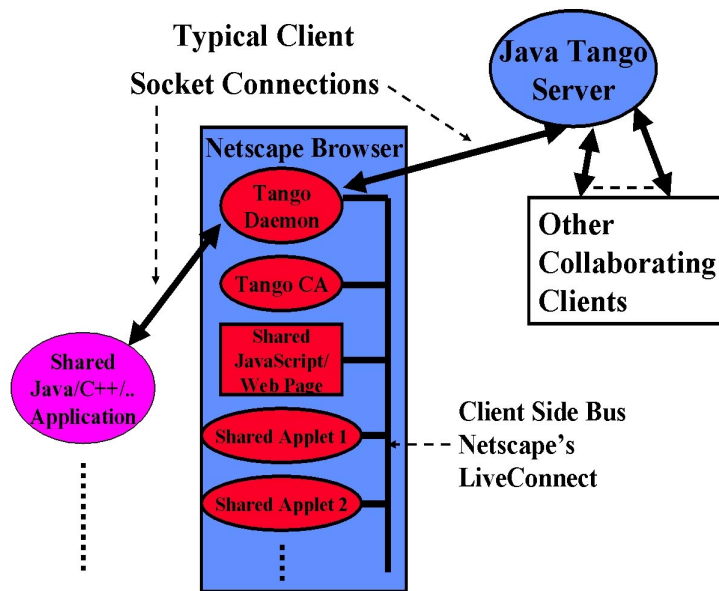 Typical Client
Socket Connections
Java Tango
Server
Netscape Browser
Tango
Daemon
Tango CA
Shared
JavaScript/
Web Page
Shared Applet 1
Shared Applet 2
Shared
Java/C++/..
Application
Other
Collaborating
Clients
Client Side Bus
Netscape's
LiveConnect